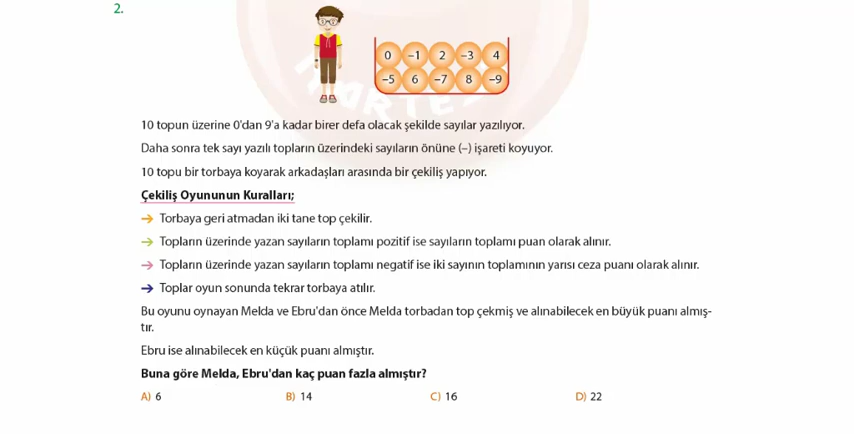 2.
0 –1 2 –3 4
–5 6 –7 8 –9
10 topun üzerine 0'dan 9'a kadar birer defa olacak şekilde sayılar yazılıyor.
Daha sonra tek sayı yazılı topların üzerindeki sayıların önüne (–) işareti koyuyor.
10 topu bir torbaya koyarak arkadaşları arasında bir çekiliş yapıyor.
Çekiliş Oyununun Kuralları;
Torbaya geri atmadan iki tane top çekilir.
Topların üzerinde yazan sayıların toplamı pozitif ise sayıların toplamı puan olarak alınır.
Topların üzerinde yazan sayıların toplamı negatif ise iki sayının toplamının yarısı ceza puanı olarak alınır.
Toplar oyun sonunda tekrar torbaya atılır.
Bu oyunu oynayan Melda ve Ebru'dan önce Melda torbadan top çekmiş ve alınabilecek en büyük puanı almış-
tır.
Ebru ise alınabilecek en küçük puanı almıştır.
Buna göre Melda, Ebru'dan kaç puan fazla almıştır?
A) 6 B) 14 C) 16 D) 22